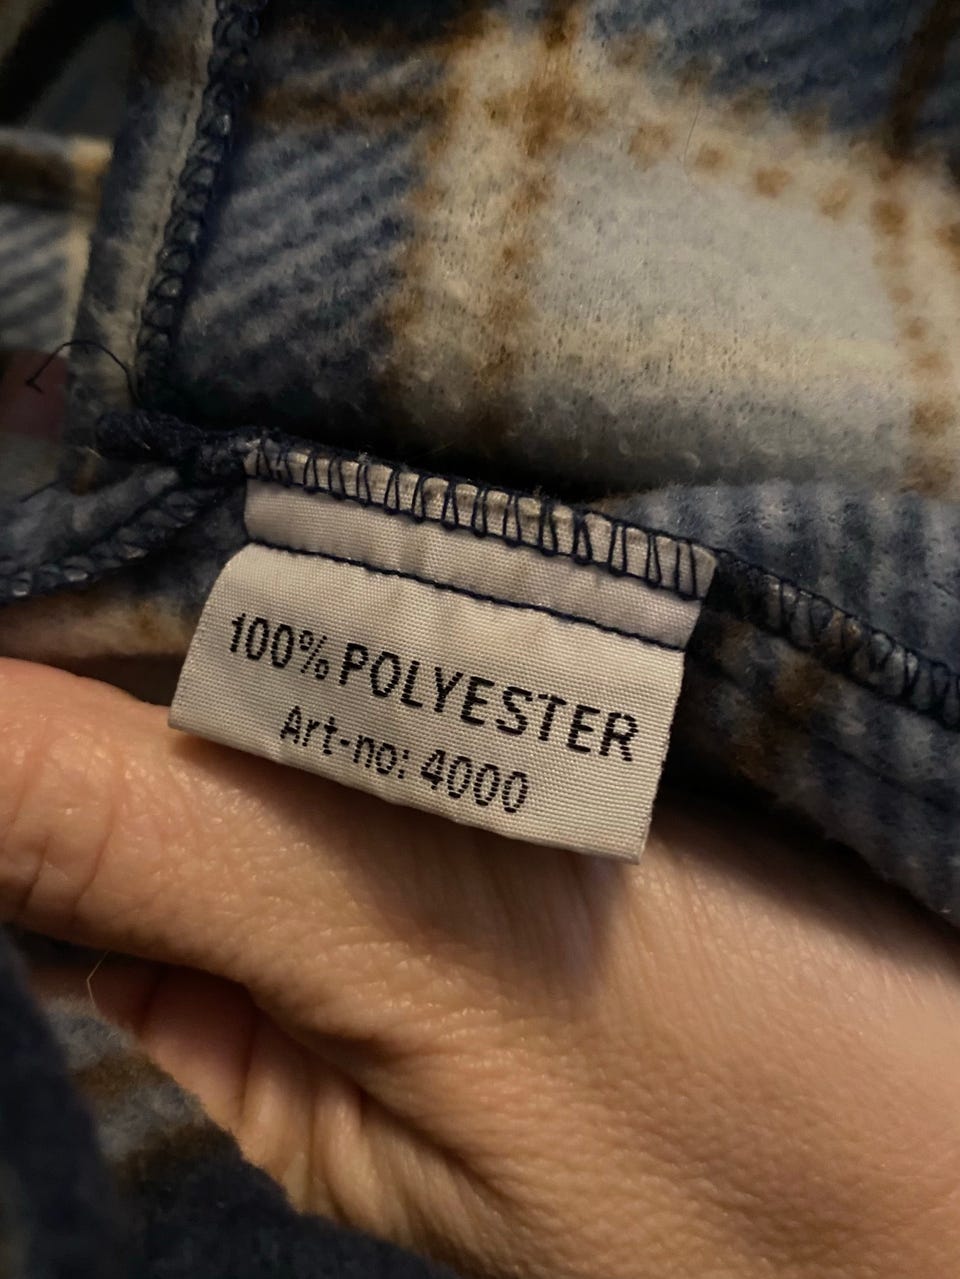 100% POLYESTER
Art-no: 4000